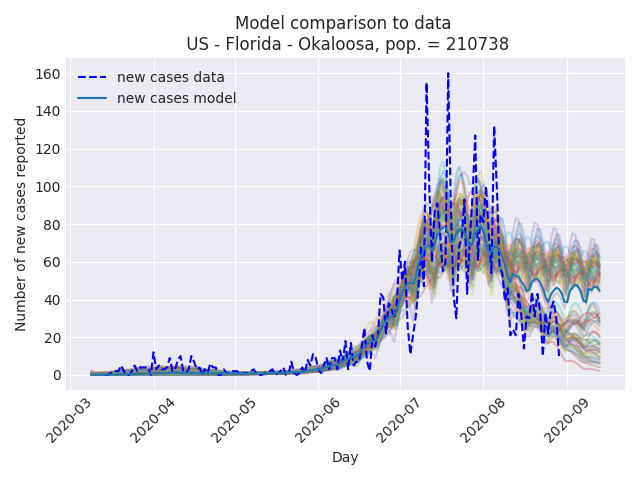 Model comparison to data
US - Florida - Okaloosa, pop. = 210738
new cases data
new cases model
Number of new cases reported
160
140
120
100
80
60
40
20
0
2020-03
2020-04
2020-05
2020-06
2020-07
2020-08
2020-09
Day